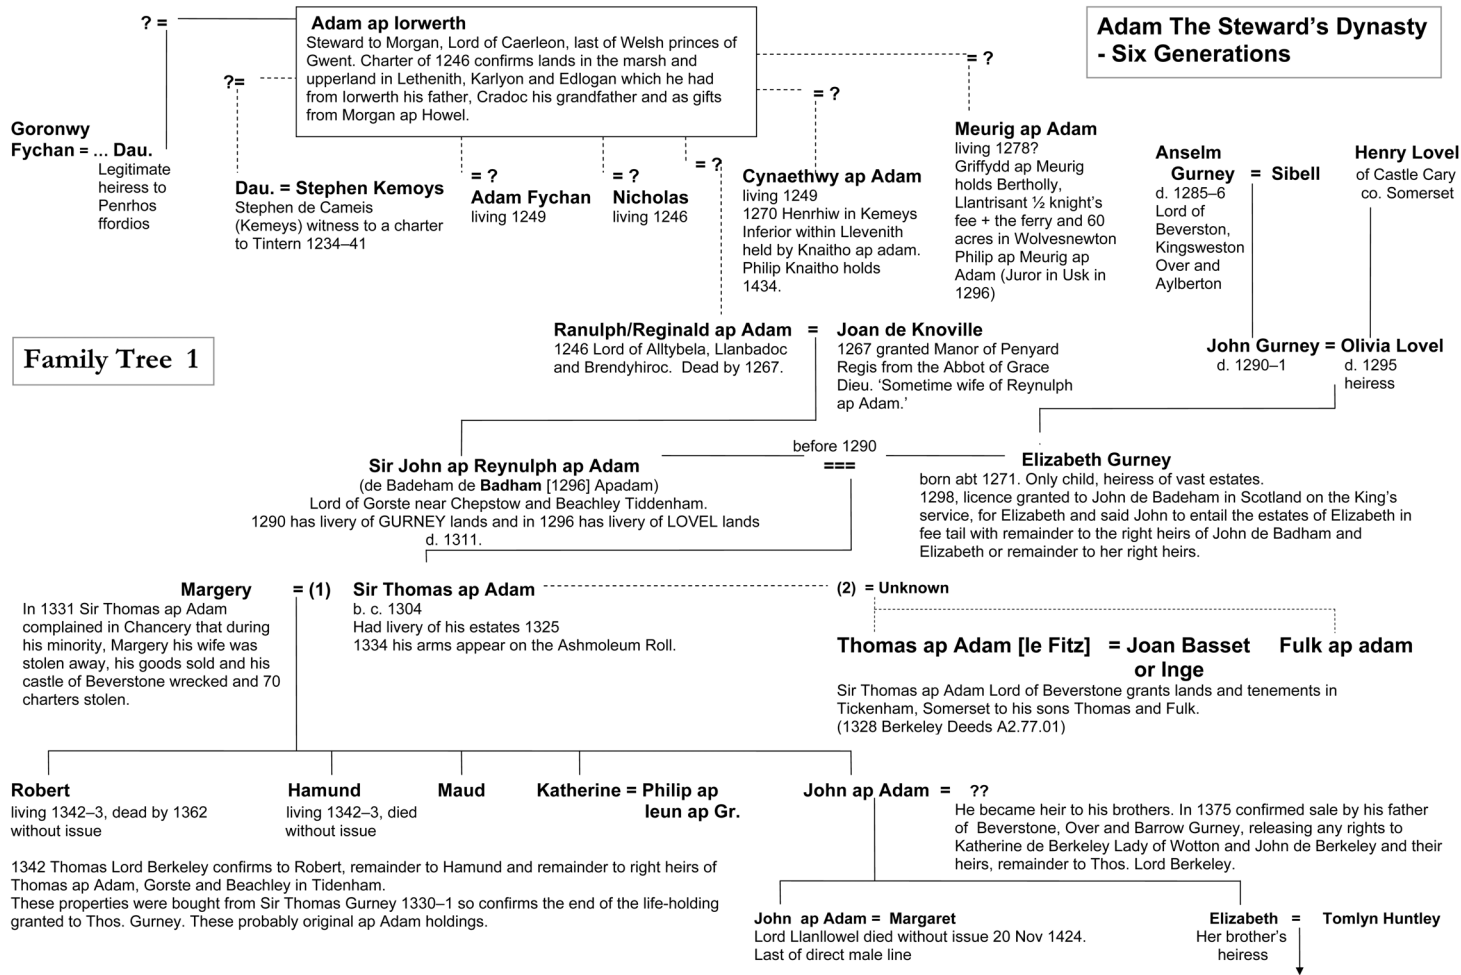 ? =
Adam ap Iorwerth
Steward to Morgan, Lord of Caerleon, last of Welsh princes of
Gwent. Charter of 1246 confirms lands in the marsh and
upperland in Lethenith, Karlyon and Edlogan which he had
from Iorwerth his father, Cradoc his grandfather and as gifts
from Morgan ap Howel.
Adam The Steward's Dynasty
- Six Generations
?=
= ?
= ?
Goronwy
Fychan = ... Dau.
Legitimate
heiress to
Penrhos
ffordios
Dau. = Stephen Kemoys
Stephen de Cameis
(Kemeys) witness to a charter
to Tintern 1234–41
= ?
Adam Fychan
living 1249
= ?
Nicholas
living 1246
= ?
Cynaethwy ap Adam
living 1249
1270 Henrhiw in Kemeys
Inferior within Llevenith
held by Knaitho ap adam.
Philip Knaitho holds
1434.
Meurig ap Adam
living 1278?
Griffydd ap Meurig
holds Bertholly,
Llantrisant ½ knight's
fee + the ferry and 60
acres in Wolvesnewton
Philip ap Meurig ap
Adam (Juror in Usk in
1296)
Anselm
Gurney = Sibell
d. 1285–6
Lord of
Beverston,
Kingsweston
Over and
Aylberton
Henry Lovel
of Castle Cary
co. Somerset
Family Tree 1
Ranulph/Reginald ap Adam = Joan de Knoville
1246 Lord of Alltybela, Llanbadoc
and Brendyhiroc. Dead by 1267.
1267 granted Manor of Penyard
Regis from the Abbot of Grace
Dieu. 'Sometime wife of Reynulph
ap Adam.'
John Gurney = Olivia Lovel
d. 1290–1
d. 1295
heiress
before 1290
===
Sir John ap Reynulph ap Adam
(de Badeham de Badham [1296] Apadam)
Lord of Gorste near Chepstow and Beachley Tiddenham.
1290 has livery of GURNEY lands and in 1296 has livery of LOVEL lands
d. 1311.
Elizabeth Gurney
born abt 1271. Only child, heiress of vast estates.
1298, licence granted to John de Badeham in Scotland on the King's
service, for Elizabeth and said John to entail the estates of Elizabeth in
fee tail with remainder to the right heirs of John de Badham and
Elizabeth or remainder to her right heirs.
Margery = (1) Sir Thomas ap Adam
(2) = Unknown
In 1331 Sir Thomas ap Adam
complained in Chancery that during
his minority, Margery his wife was
stolen away, his goods sold and his
castle of Beverstone wrecked and 70
charters stolen.
b. c. 1304
Had livery of his estates 1325
1334 his arms appear on the Ashmoleum Roll.
Thomas ap Adam [le Fitz] = Joan Basset
or Inge
Fulk ap adam
Sir Thomas ap Adam Lord of Beverstone grants lands and tenements in
Tickenham, Somerset to his sons Thomas and Fulk.
(1328 Berkeley Deeds A2.77.01)
Robert
living 1342–3, dead by 1362
without issue
Hamund
living 1342–3, died
without issue
Maud
Katherine = Philip ap
Ieun ap Gr.
John ap Adam = ??
He became heir to his brothers. In 1375 confirmed sale by his father
of Beverstone, Over and Barrow Gurney, releasing any rights to
Katherine de Berkeley Lady of Wotton and John de Berkeley and their
heirs, remainder to Thos. Lord Berkeley.
1342 Thomas Lord Berkeley confirms to Robert, remainder to Hamund and remainder to right heirs of
Thomas ap Adam, Gorste and Beachley in Tidenham.
These properties were bought from Sir Thomas Gurney 1330–1 so confirms the end of the life-holding
granted to Thos. Gurney. These probably original ap Adam holdings.
John ap Adam = Margaret
Lord Llanllowel died without issue 20 Nov 1424.
Last of direct male line
Elizabeth = Tomlyn Huntley
Her brother's
heiress